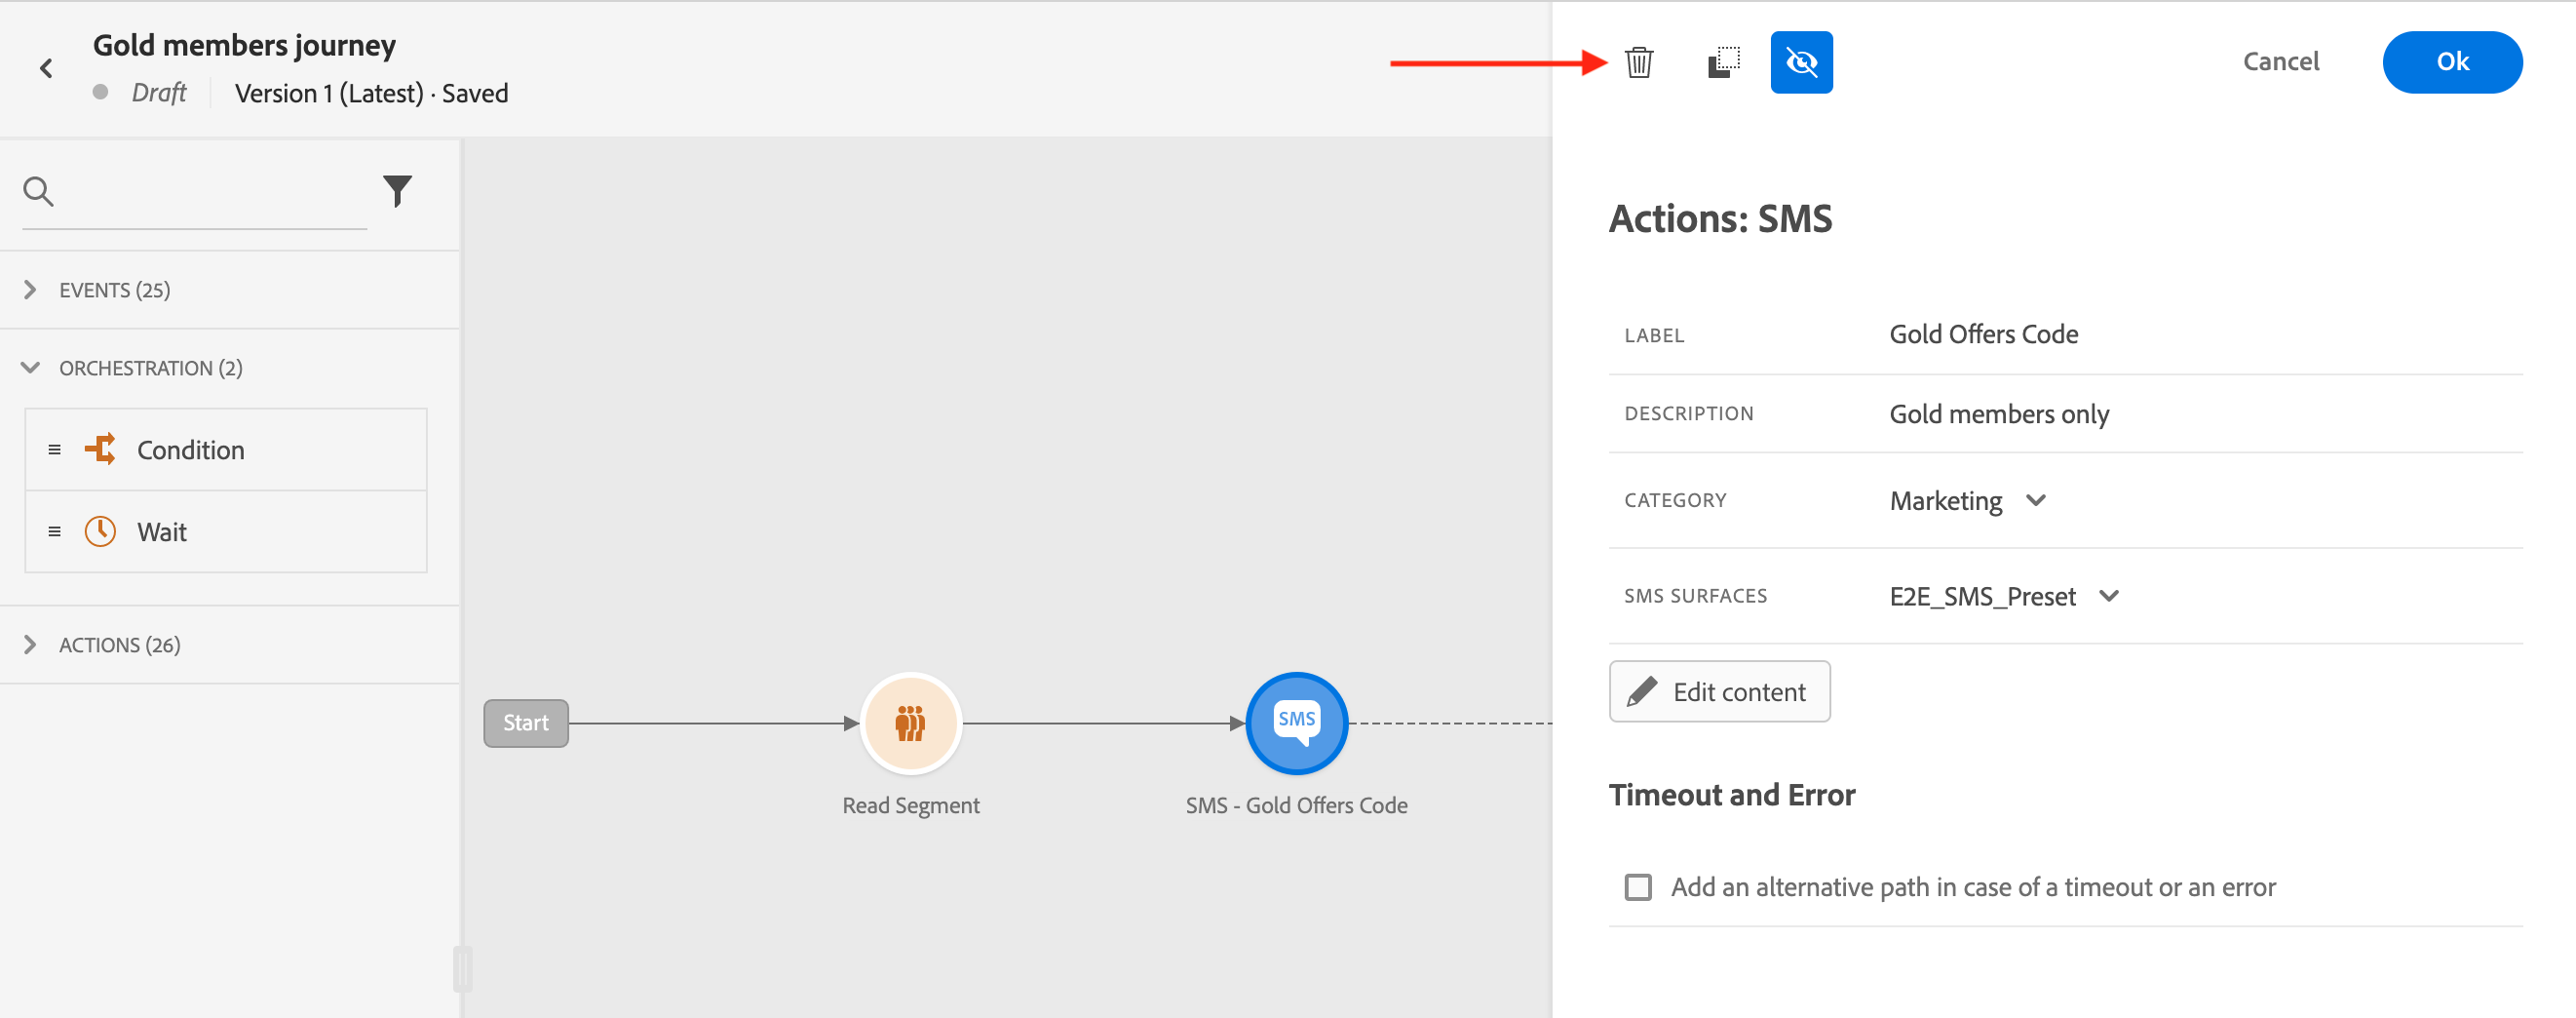 Gold members journey
Draft
Version 1 (Latest) · Saved
EVENTS (25)
ORCHESTRATION (2)
Condition
Wait
ACTIONS (26)
Start
Read Segment
SMS
SMS - Gold Offers Code
Cancel
Ok
Actions: SMS
LABEL Gold Offers Code
DESCRIPTION Gold members only
CATEGORY Marketing
SMS SURFACES E2E_SMS_Preset
Edit content
Timeout and Error
Add an alternative path in case of a timeout or an error